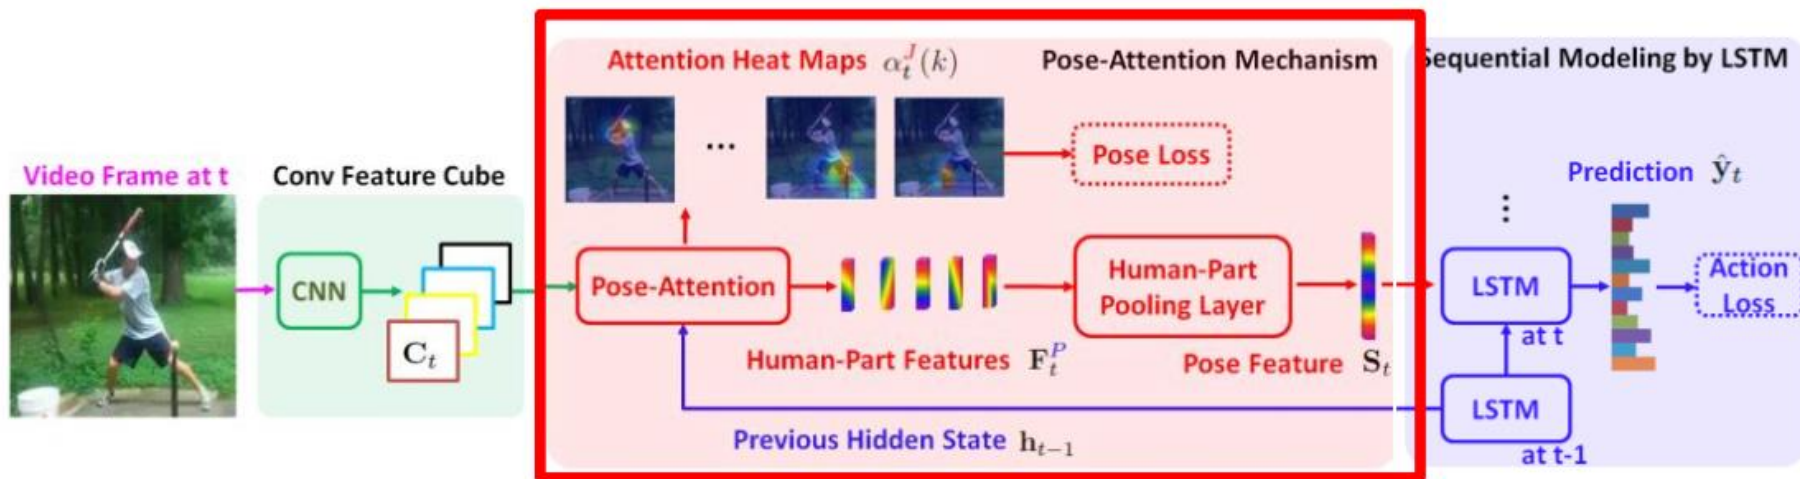 Attention Heat Maps α_t^J(k)
Pose-Attention Mechanism
Sequential Modeling by LSTM
...
Pose Loss
Video Frame at t
Conv Feature Cube
Prediction ŷ_t
...
CNN
Pose-Attention
Human-Part
Pooling Layer
LSTM
at t
Action
Loss
C_t
Human-Part Features F_t^P
Pose Feature S_t
LSTM
at t-1
Previous Hidden State h_{t-1}